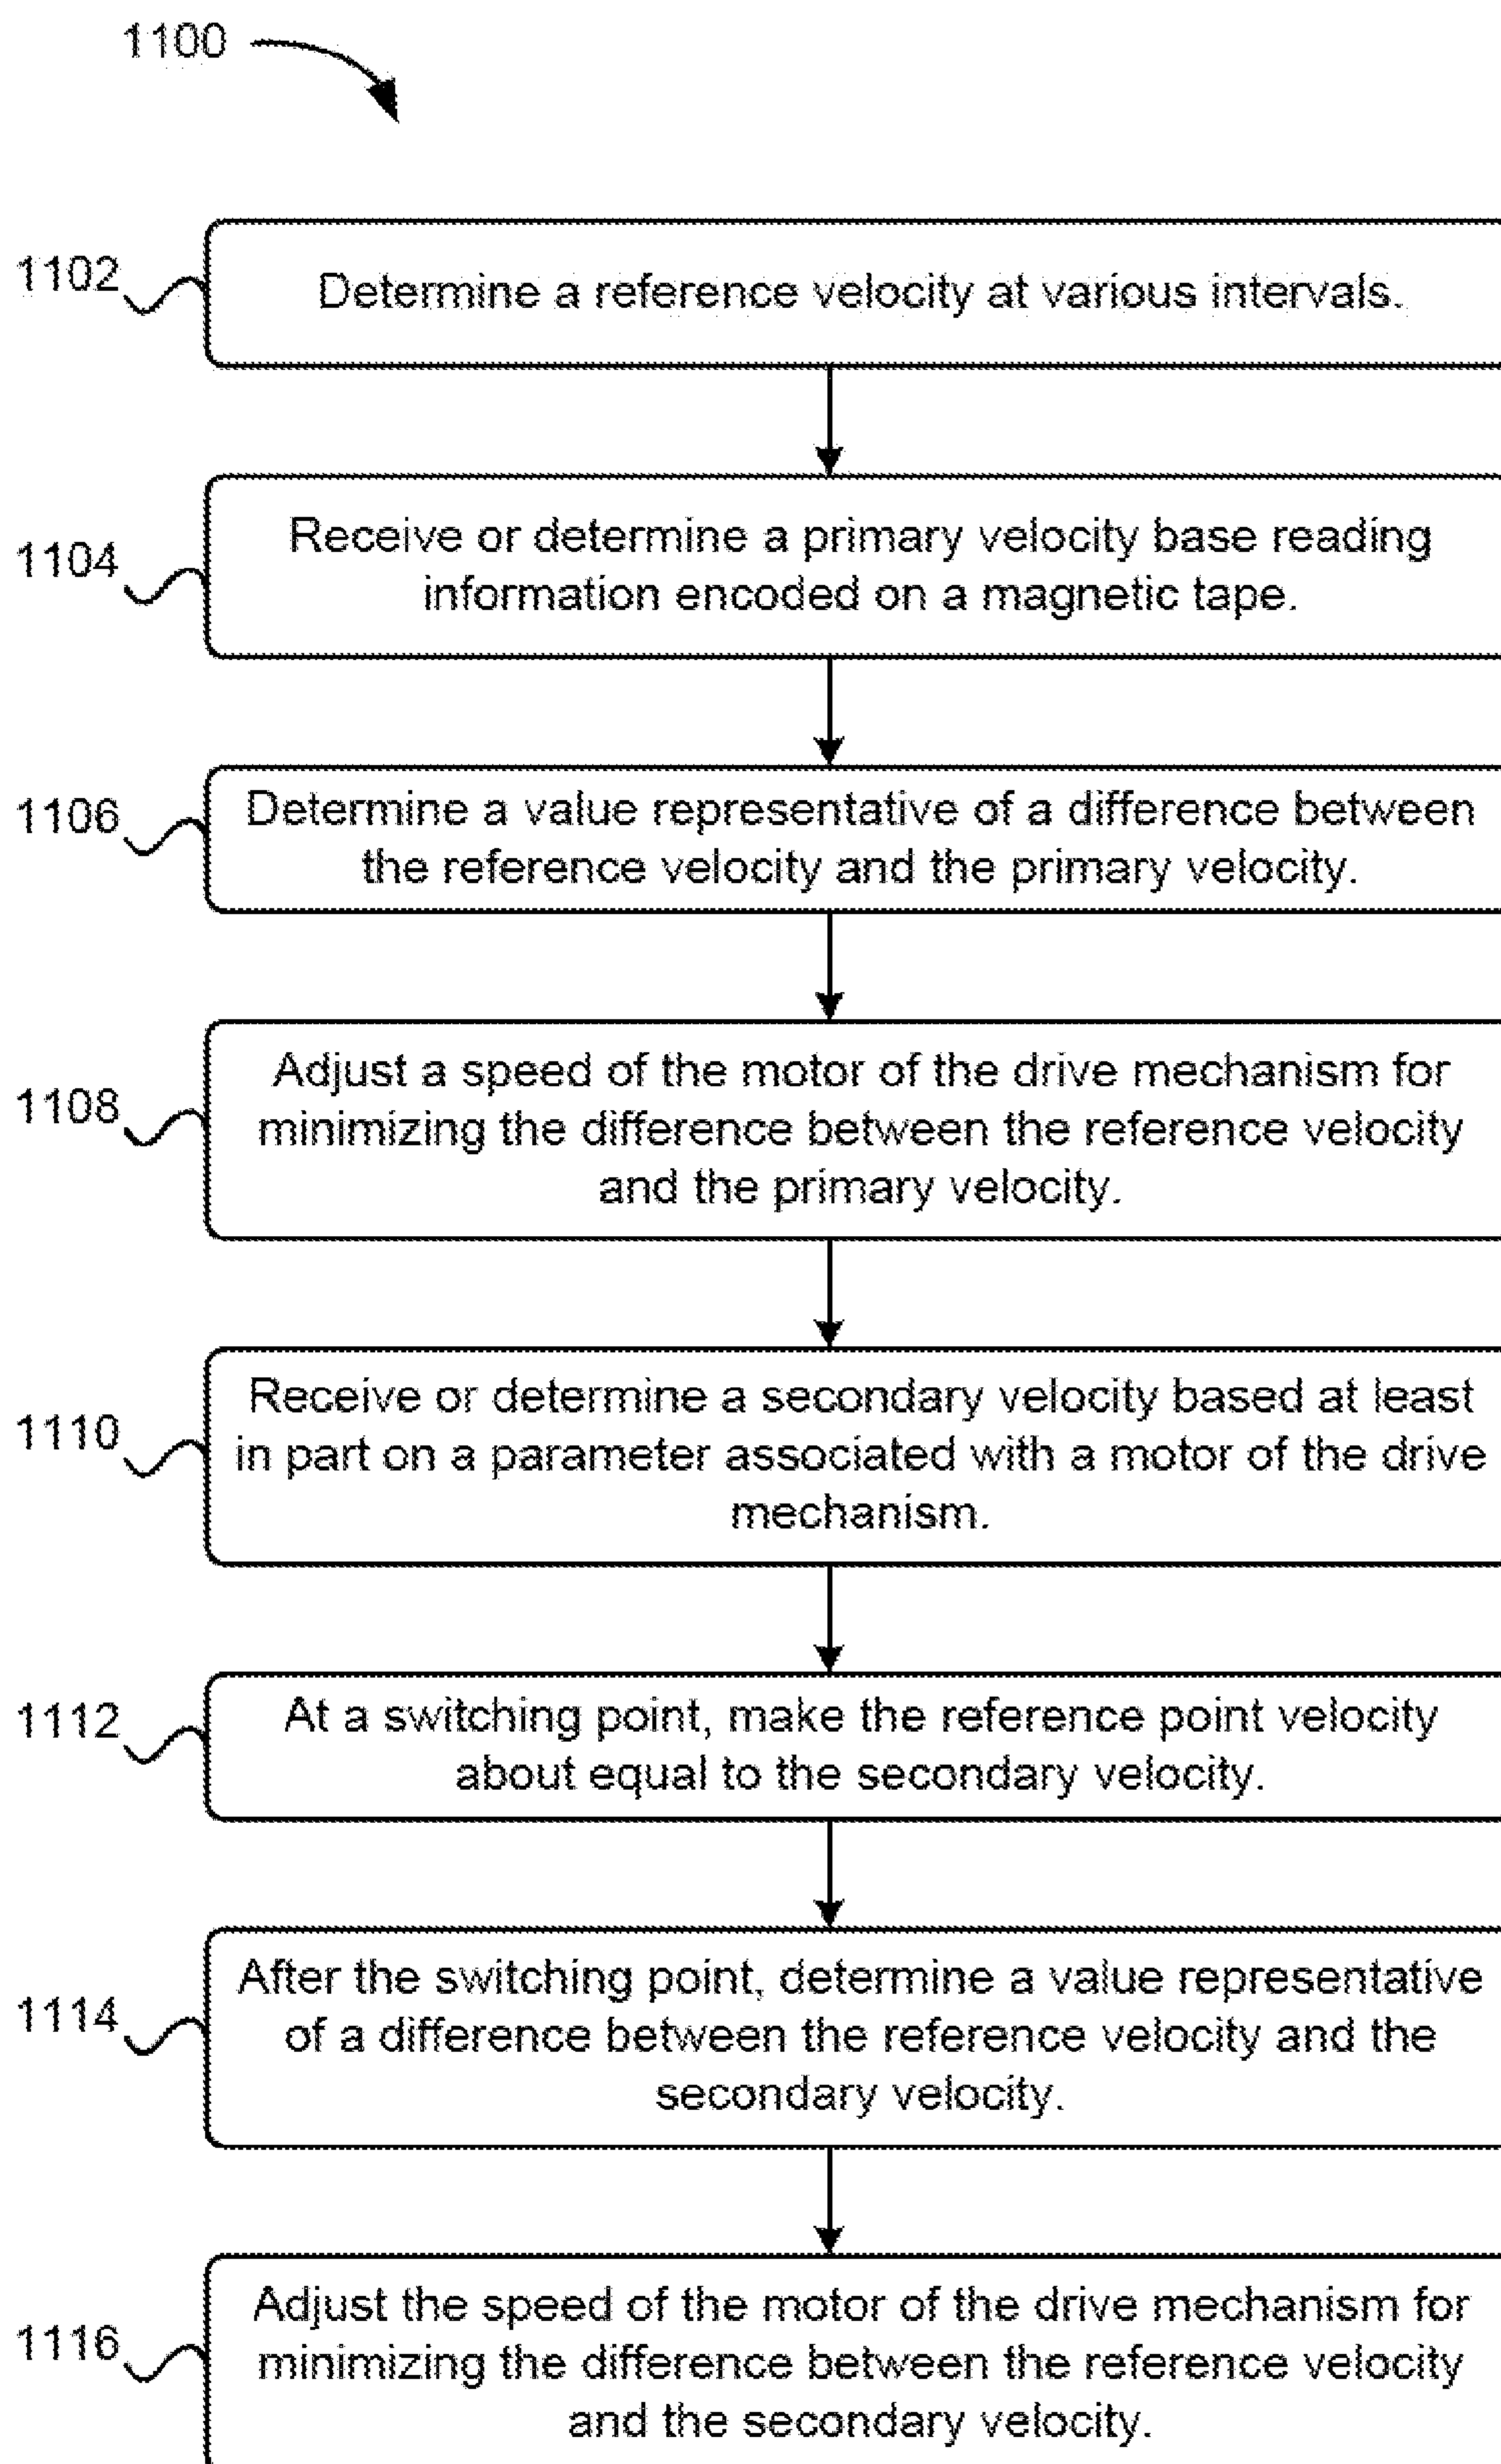 1100
1102
Determine a reference velocity at various intervals.
1104
Receive or determine a primary velocity base reading
information encoded on a magnetic tape.
1106
Determine a value representative of a difference between
the reference velocity and the primary velocity.
1108
Adjust a speed of the motor of the drive mechanism for
minimizing the difference between the reference velocity
and the primary velocity.
1110
Receive or determine a secondary velocity based at least
in part on a parameter associated with a motor of the drive
mechanism.
1112
At a switching point, make the reference point velocity
about equal to the secondary velocity.
1114
After the switching point, determine a value representative
of a difference between the reference velocity and the
secondary velocity.
1116
Adjust the speed of the motor of the drive mechanism for
minimizing the difference between the reference velocity
and the secondary velocity.